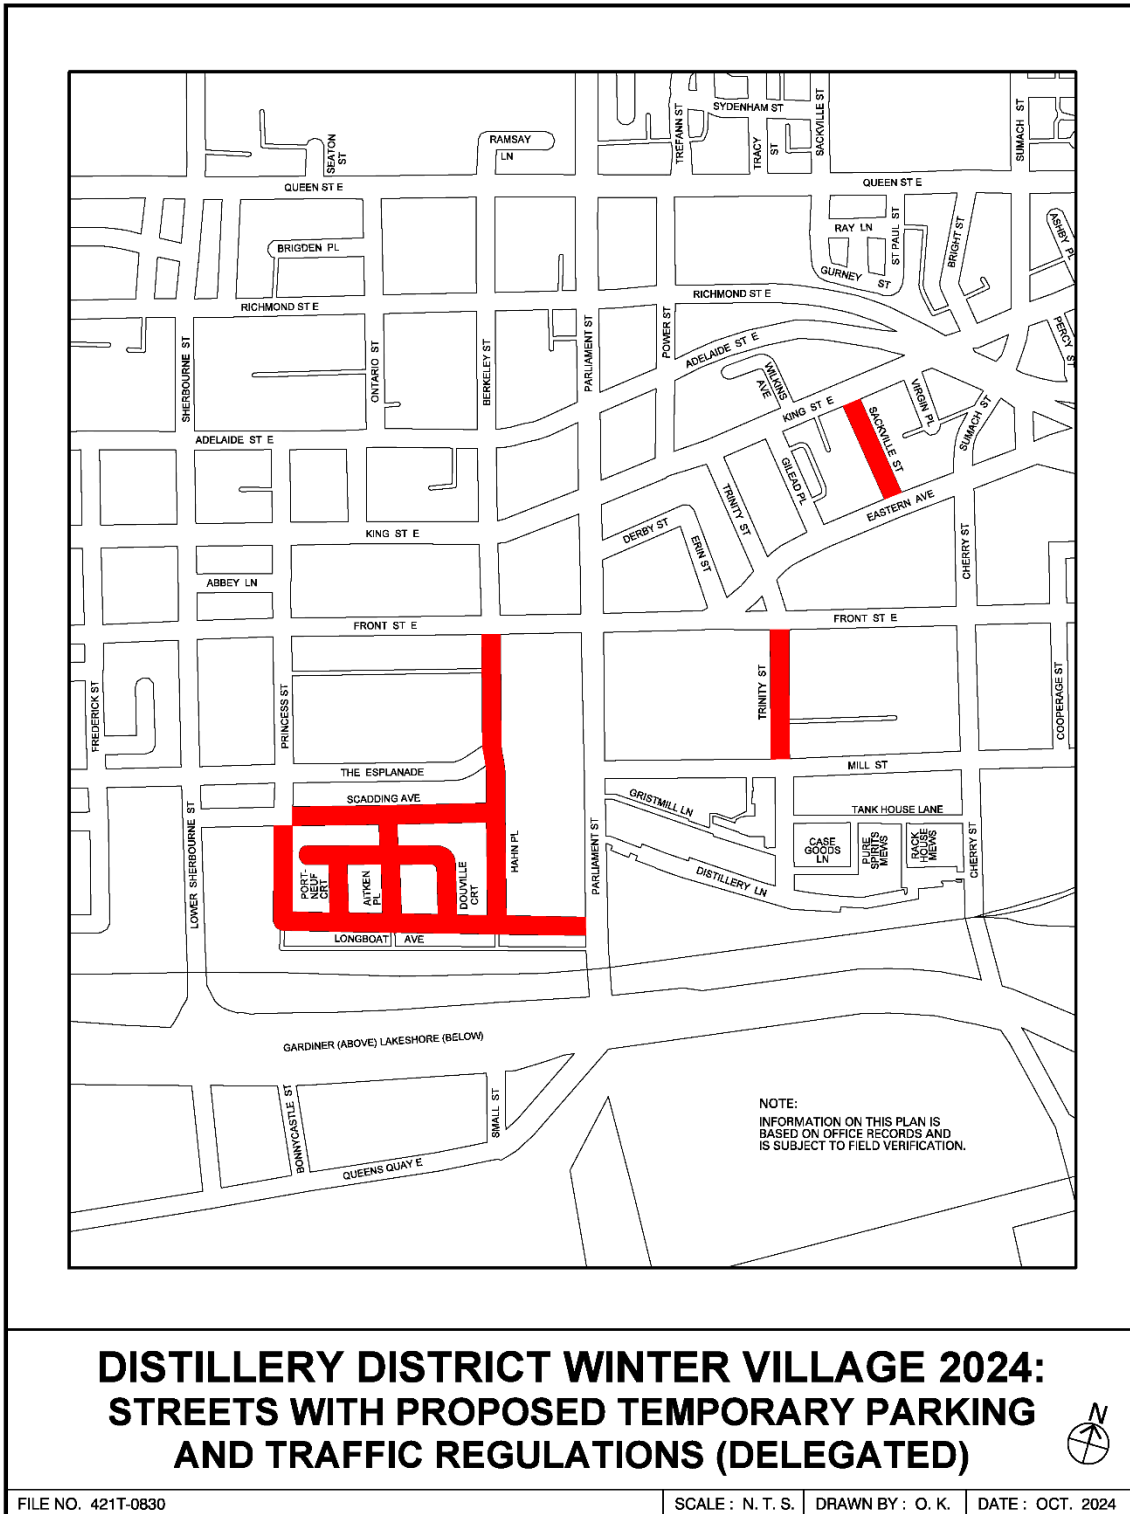 SYDENHAM ST
TREFANN ST
TRACY
ST
SACKVILLE ST
SUMACH ST
SEATON
ST
RAMSAY
LN
QUEEN ST E
QUEEN ST E
BRIGDEN PL
RAY LN
ST PAUL ST
BRIGHT ST
ASHBY PL
GURNEY ST
RICHMOND ST E
RICHMOND ST E
SHERBOURNE ST
ONTARIO ST
BERKELEY ST
PARLIAMENT ST
POWER ST
ADELAIDE ST E
PERCY ST
WILKINS
AVE
KING ST E
VIRGIN PL
SACKVILLE ST
SUMACH ST
ADELAIDE ST E
GILEAD PL
TRINITY ST
EASTERN AVE
KING ST E
DERBY ST
ERIN ST
CHERRY ST
ABBEY LN
FRONT ST E
FRONT ST E
FREDERICK ST
PRINCESS ST
TRINITY ST
COOPERAGE ST
THE ESPLANADE
MILL ST
SCADDING AVE
GRISTMILL LN
TANK HOUSE LANE
LOWER SHERBOURNE ST
PORT-
NEUF
CRT
AITKEN
PL
DOUVILLE
CRT
HAHN PL
PARLIAMENT ST
CASE
GOODS
LN
PURE
SPIRITS
MEWS
RACK
HOUSE
MEWS
CHERRY ST
DISTILLERY LN
LONGBOAT AVE
GARDINER (ABOVE) LAKESHORE (BELOW)
BONNYCASTLE ST
SMALL ST
QUEENS QUAY E
NOTE:
INFORMATION ON THIS PLAN IS
BASED ON OFFICE RECORDS AND
IS SUBJECT TO FIELD VERIFICATION.
DISTILLERY DISTRICT WINTER VILLAGE 2024:
STREETS WITH PROPOSED TEMPORARY PARKING
AND TRAFFIC REGULATIONS (DELEGATED)
N
FILE NO. 421T-0830
SCALE : N. T. S.
DRAWN BY : O. K.
DATE : OCT. 2024